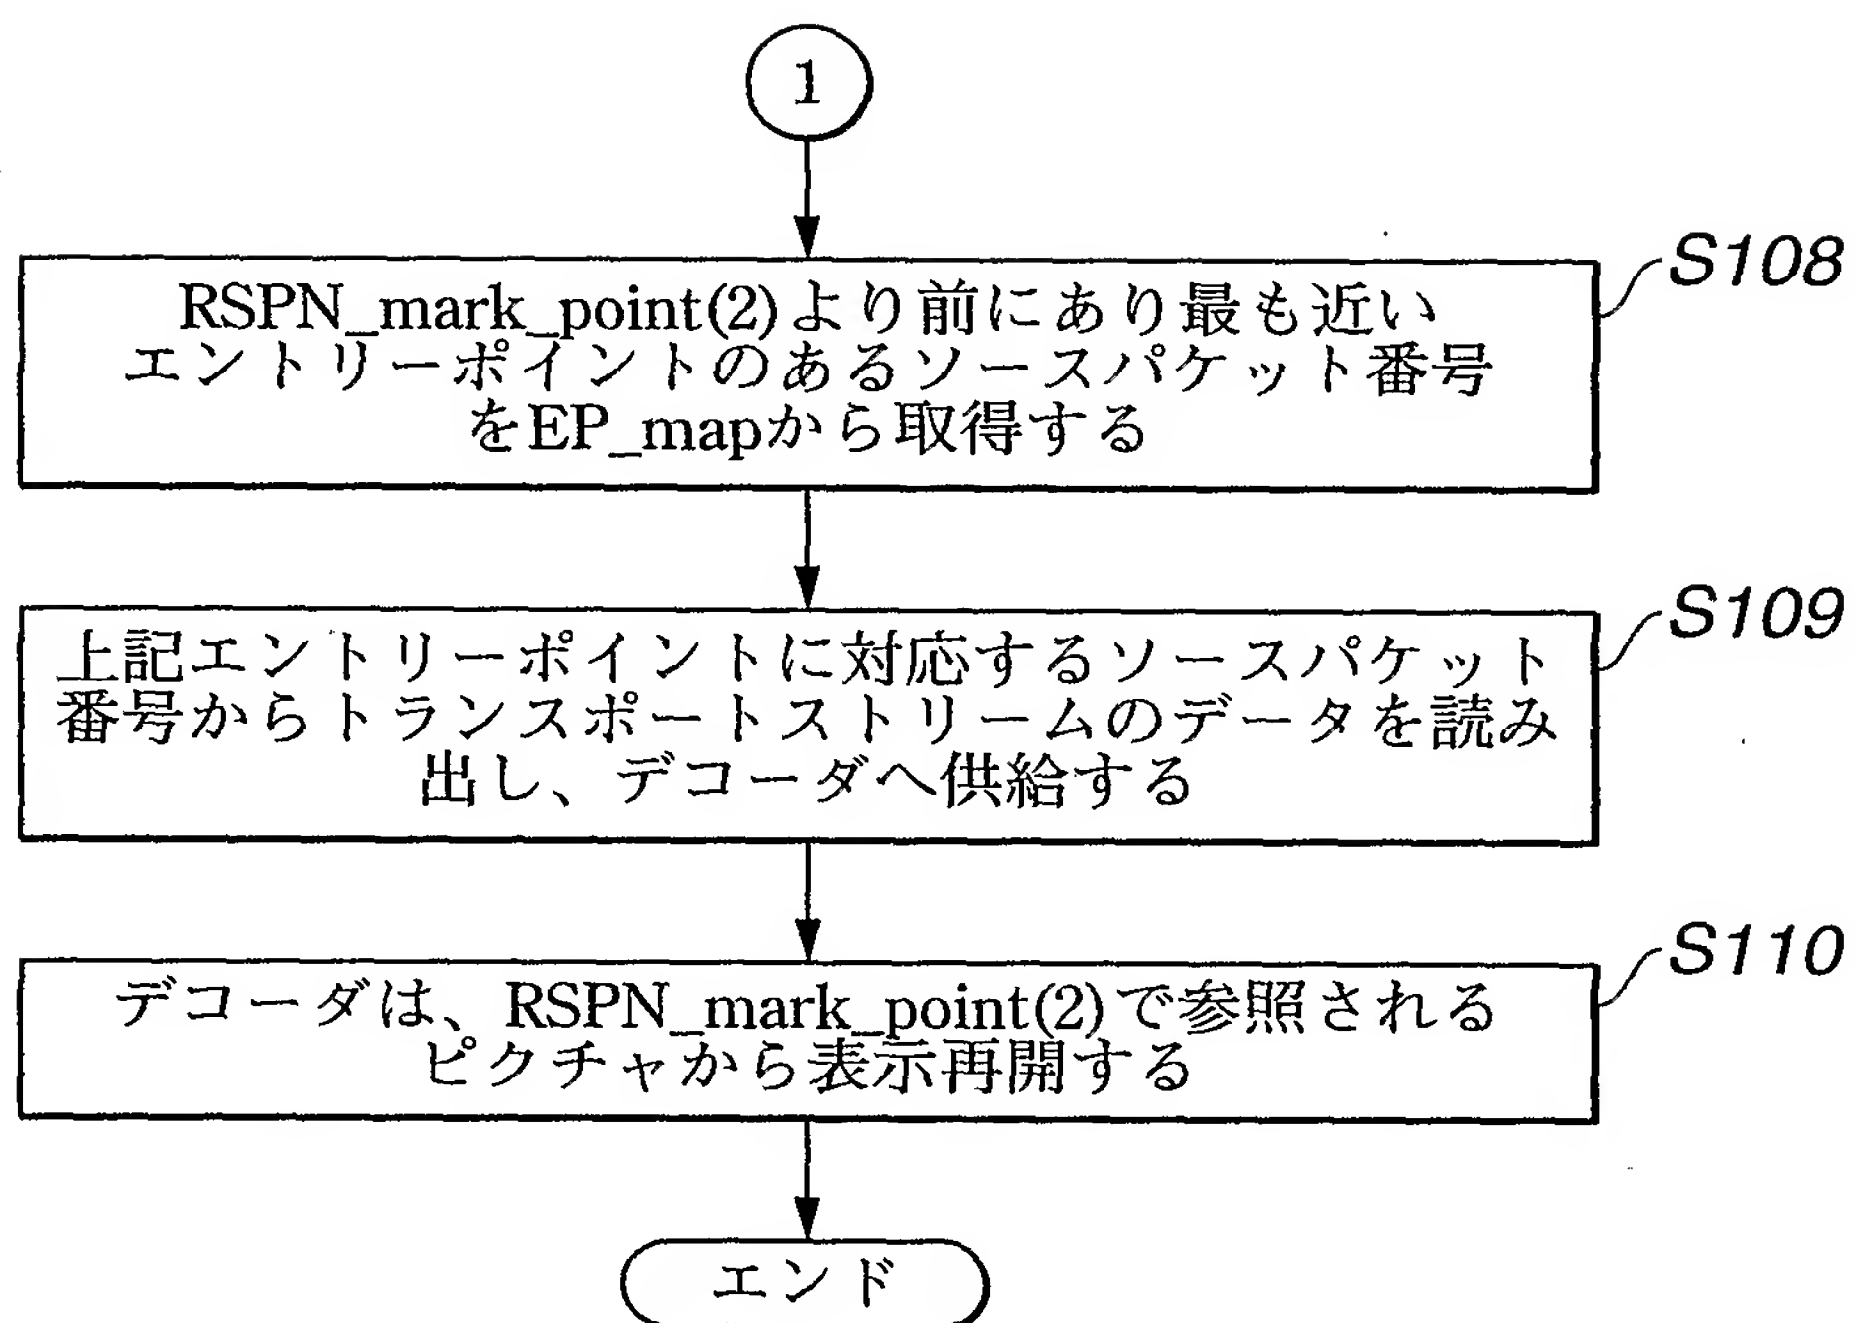 1
S108
RSPN_mark_point(2)より前にあり最も近い
エントリーポイントのあるソースパケット番号
をEP_mapから取得する
S109
上記エントリーポイントに対応するソースパケット
番号からトランスポートストリームのデータを読み
出し、デコーダへ供給する
S110
デコーダは、RSPN_mark_point(2)で参照される
ピクチャから表示再開する
エンド